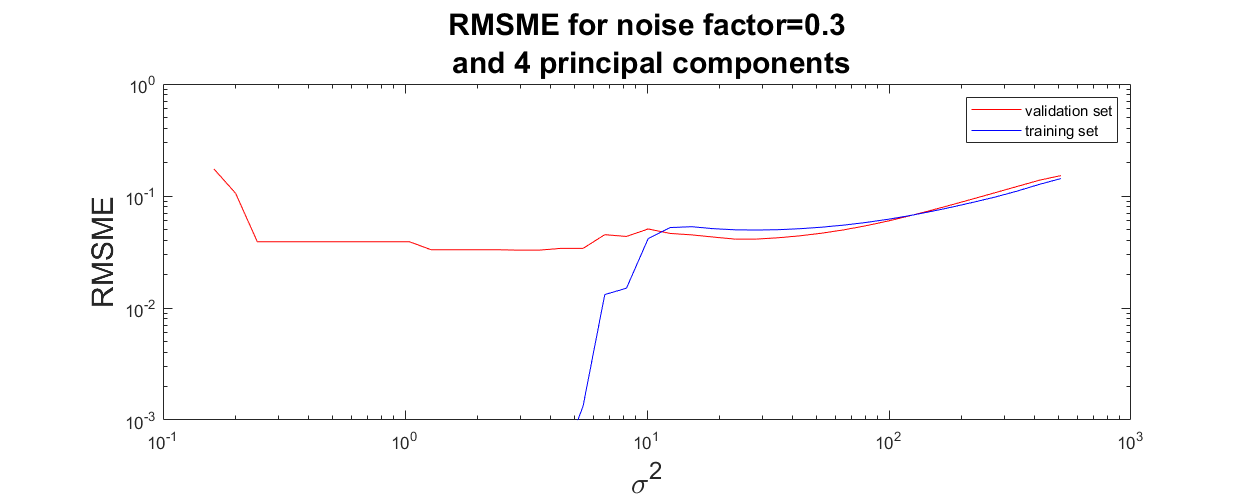 RMSME for noise factor=0.3
and 4 principal components
10^0
10^-1
10^-2
10^-3
RMSME
validation set
training set
10^-1
10^0
10^1
10^2
10^3
σ^2